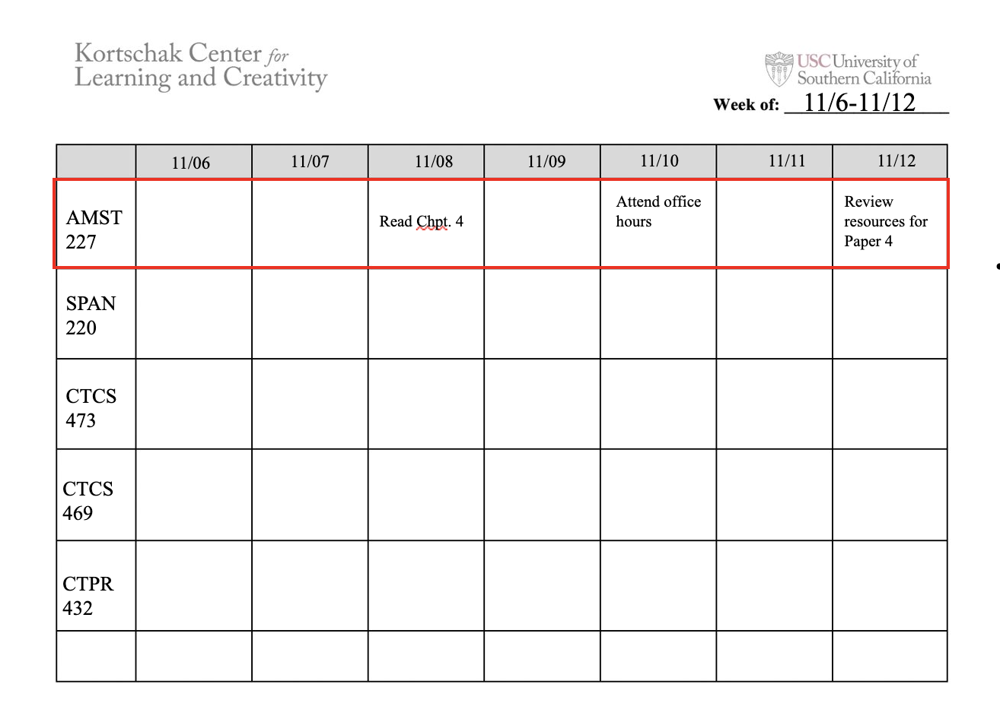 Kortschak Center for
Learning and Creativity
USC University of
Southern California
Week of: 11/6-11/12
11/06 11/07 11/08 11/09 11/10 11/11 11/12
AMST
227
Read Chpt. 4
Attend office
hours
Review
resources for
Paper 4
SPAN
220
CTCS
473
CTCS
469
CTPR
432